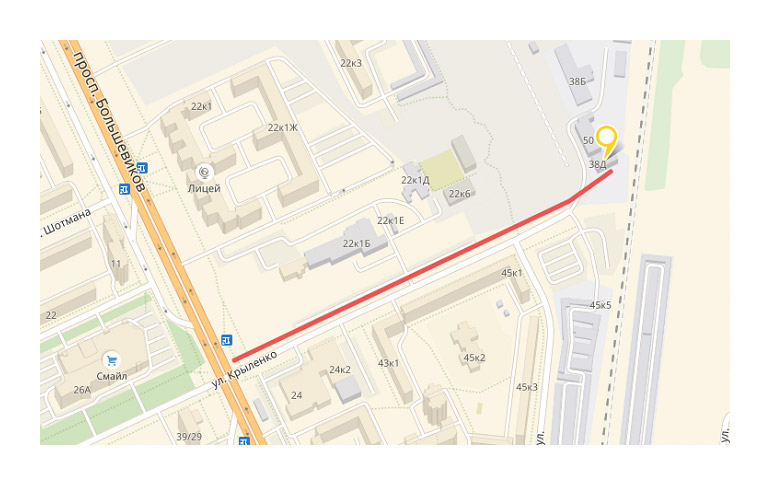 просп. Большевиков
22к3
38Б
22к1
22к1Ж
50
38Д
Лицей
22к1Д
22к6
. Шотмана
22к1Е
22к1Б
11
45к1
22
45к5
ул. Крыленко
Смайл
43к1
45к2
24к2
26А
45к3
24
39/29
ул.
ул.